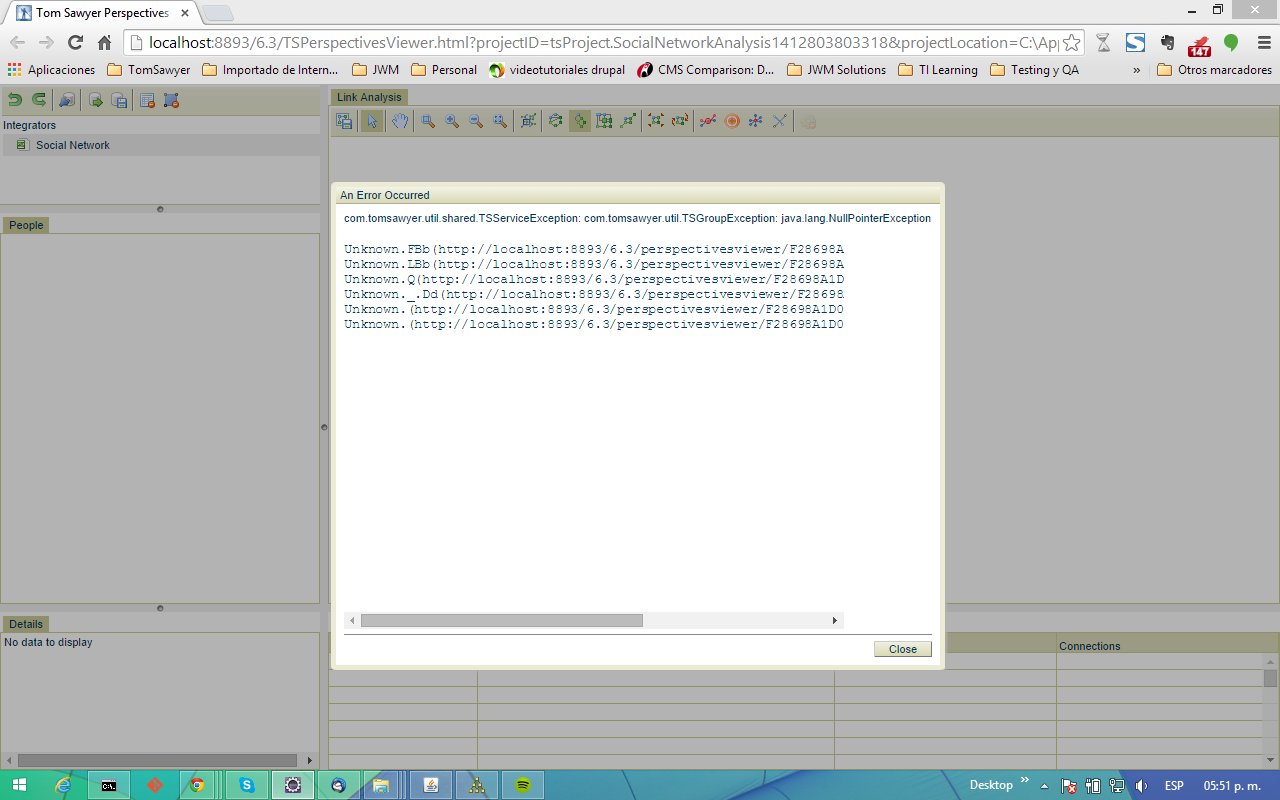 Tom Sawyer Perspectives
localhost:8893/6.3/TSPerspectivesViewer.html?projectID=tsProject.SocialNetworkAnalysis1412803803318&projectLocation=C:\Ap
147
Aplicaciones TomSawyer Importado de Intern... JWM Personal videotutoriales drupal CMS Comparison: D... JWM Solutions TI Learning Testing y QA » Otros marcadores
Integrators
Social Network
People
Link Analysis
An Error Occurred
com.tomsawyer.util.shared.TSServiceException: com.tomsawyer.util.TSGroupException: java.lang.NullPointerException
Unknown.FBb(http://localhost:8893/6.3/perspectivesviewer/F28698A
Unknown.LBb(http://localhost:8893/6.3/perspectivesviewer/F28698A
Unknown.Q(http://localhost:8893/6.3/perspectivesviewer/F28698A1D
Unknown._.Dd(http://localhost:8893/6.3/perspectivesviewer/F28698
Unknown.(http://localhost:8893/6.3/perspectivesviewer/F28698A1D0
Unknown.(http://localhost:8893/6.3/perspectivesviewer/F28698A1D0
Close
Details
No data to display
Connections
Desktop » ESP 05:51 p. m.